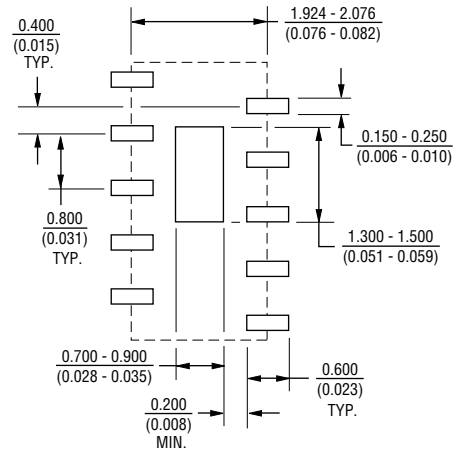 1.924 - 2.076
(0.076 - 0.082)
0.400
(0.015)
TYP.
0.150 - 0.250
(0.006 - 0.010)
0.800
(0.031)
TYP.
1.300 - 1.500
(0.051 - 0.059)
0.700 - 0.900
(0.028 - 0.035)
0.600
(0.023)
TYP.
0.200
(0.008)
MIN.